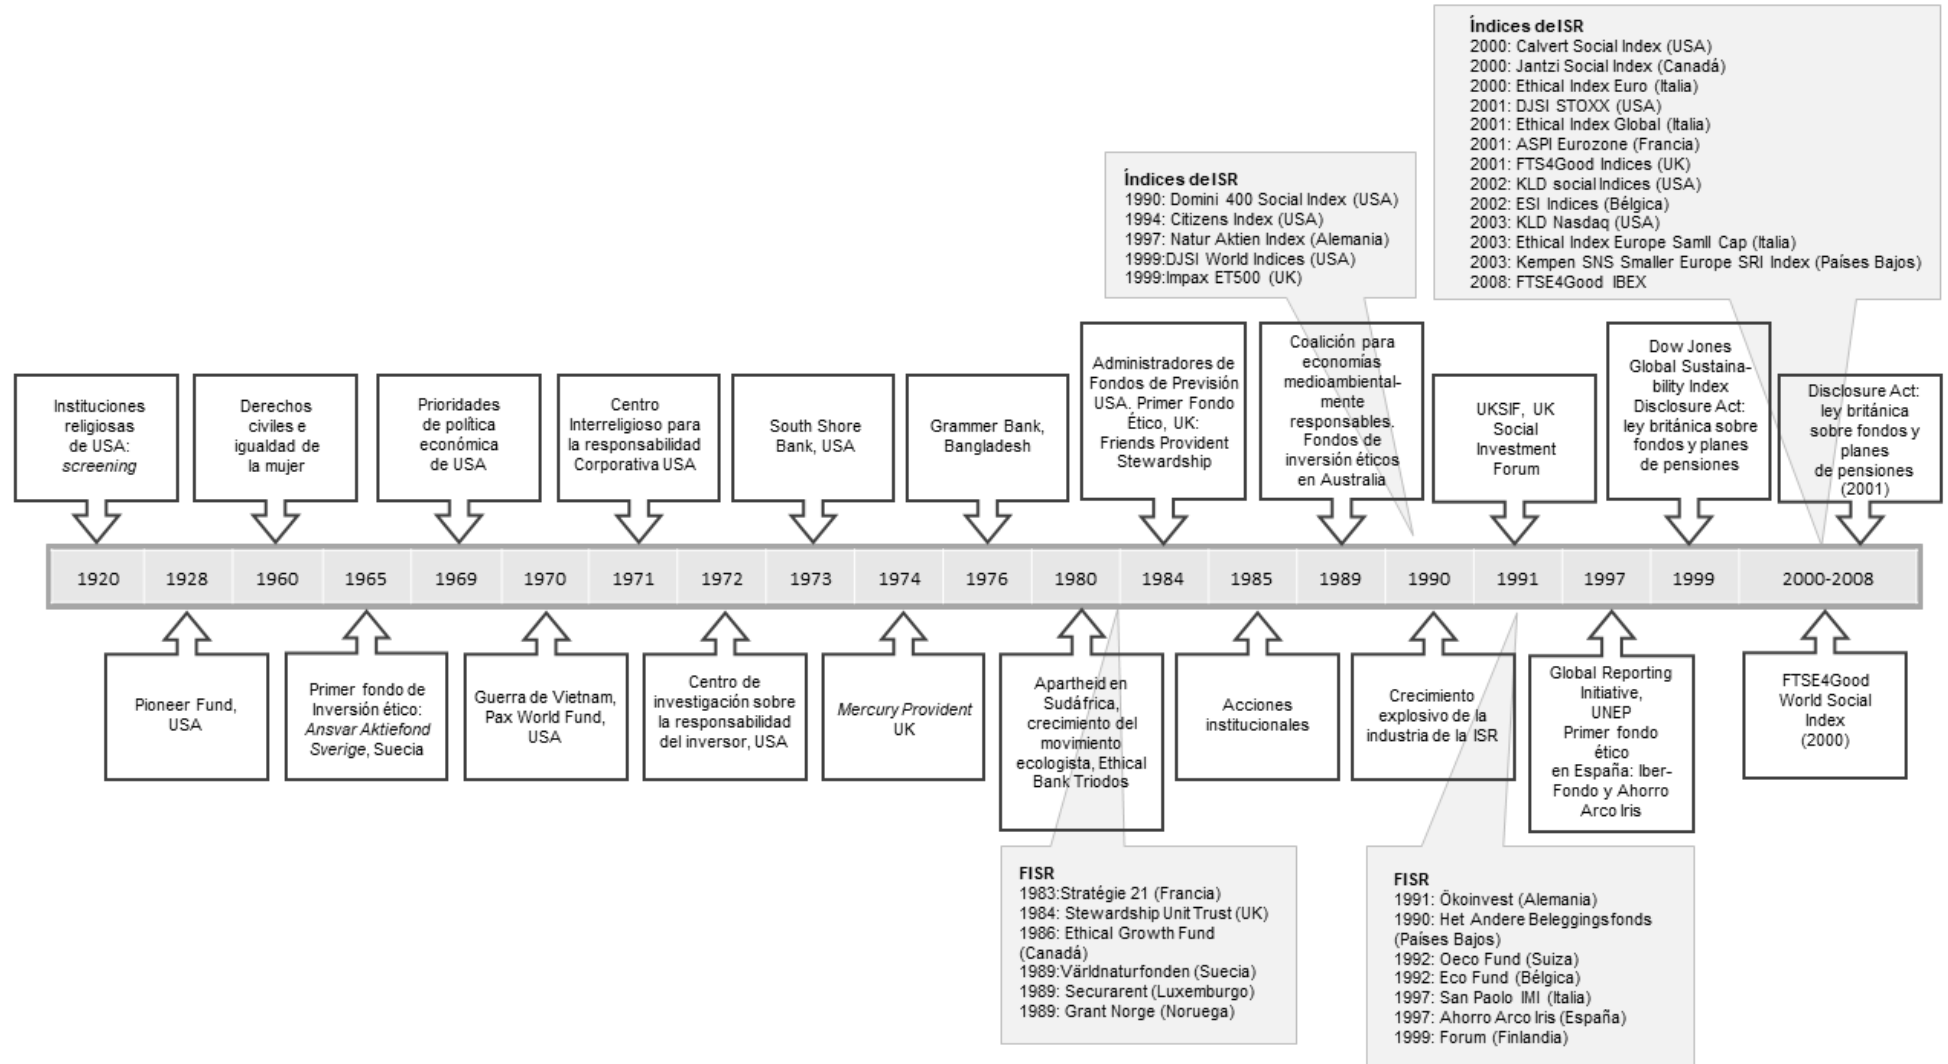 Índices de ISR
2000: Calvert Social Index (USA)
2000: Jantzi Social Index (Canadá)
2000: Ethical Index Euro (Italia)
2001: DJSI STOXX (USA)
2001: Ethical Index Global (Italia)
2001: ASPI Eurozone (Francia)
2001: FTS4Good Indices (UK)
2002: KLD social Indices (USA)
2002: ESI Indices (Bélgica)
2003: KLD Nasdaq (USA)
2003: Ethical Index Europe Samll Cap (Italia)
2003: Kempen SNS Smaller Europe SRI Index (Países Bajos)
2008: FTSE4Good IBEX
Índices de ISR
1990: Domini 400 Social Index (USA)
1994: Citizens Index (USA)
1997: Natur Aktien Index (Alemania)
1999:DJSI World Indices (USA)
1999:Impax ET500 (UK)
Instituciones
religiosas
de USA:
screening
Derechos
civiles e
igualdad de
la mujer
Prioridades
de política
económica
de USA
Centro
Interreligioso para
la responsabilidad
Corporativa USA
South Shore
Bank, USA
Grammer Bank,
Bangladesh
Administradores de
Fondos de Previsión
USA. Primer Fondo
Ético, UK:
Friends Provident
Stewardship
Coalición para
economías
medioambiental-
mente
responsables.
Fondos de
inversión éticos
en Australia
UKSIF, UK
Social
Investment
Forum
Dow Jones
Global Sustaina-
bility Index
Disclosure Act:
ley británica sobre
fondos y planes
de pensiones
Disclosure Act:
ley británica
sobre fondos y
planes
de pensiones
(2001)
1920 1928 1960 1965 1969 1970 1971 1972 1973 1974 1976 1980 1984 1985 1989 1990 1991 1997 1999 2000-2008
Pioneer Fund,
USA
Primer fondo de
Inversión ético:
Ansvar Aktiefond
Sverige, Suecia
Guerra de Vietnam,
Pax World Fund,
USA
Centro de
investigación sobre
la responsabilidad
del inversor, USA
Mercury Provident
UK
Apartheid en
Sudáfrica,
crecimiento del
movimiento
ecologista, Ethical
Bank Triodos
Acciones
institucionales
Crecimiento
explosivo de la
industria de la ISR
Global Reporting
Initiative,
UNEP
Primer fondo
ético
en España: Iber-
Fondo y Ahorro
Arco Iris
FTSE4Good
World Social
Index
(2000)
FISR
1983:Stratégie 21 (Francia)
1984: Stewardship Unit Trust (UK)
1986: Ethical Growth Fund
(Canadá)
1989:Världnaturfonden (Suecia)
1989: Securarent (Luxemburgo)
1989: Grant Norge (Noruega)
FISR
1991: Ökoinvest (Alemania)
1990: Het Andere Beleggingsfonds
(Países Bajos)
1992: Oeco Fund (Suiza)
1992: Eco Fund (Bélgica)
1997: San Paolo IMI (Italia)
1997: Ahorro Arco Iris (España)
1999: Forum (Finlandia)